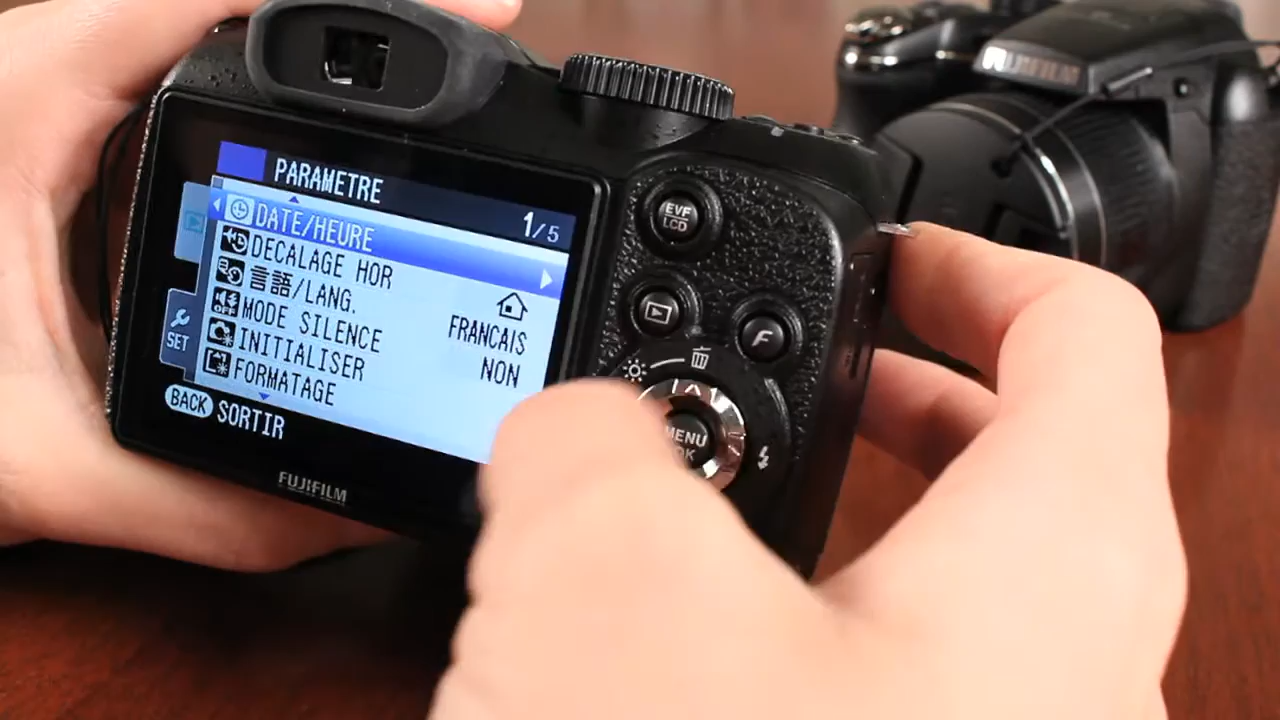 FUJIFILM
PARAMETRE
1/5
DATE/HEURE
DECALAGE HOR
言語/LANG. FRANCAIS
MODE SILENCE NON
INITIALISER
FORMATAGE
SET
BACK SORTIR
FUJIFILM
EVF
LCD
F
MENU
OK
OFF